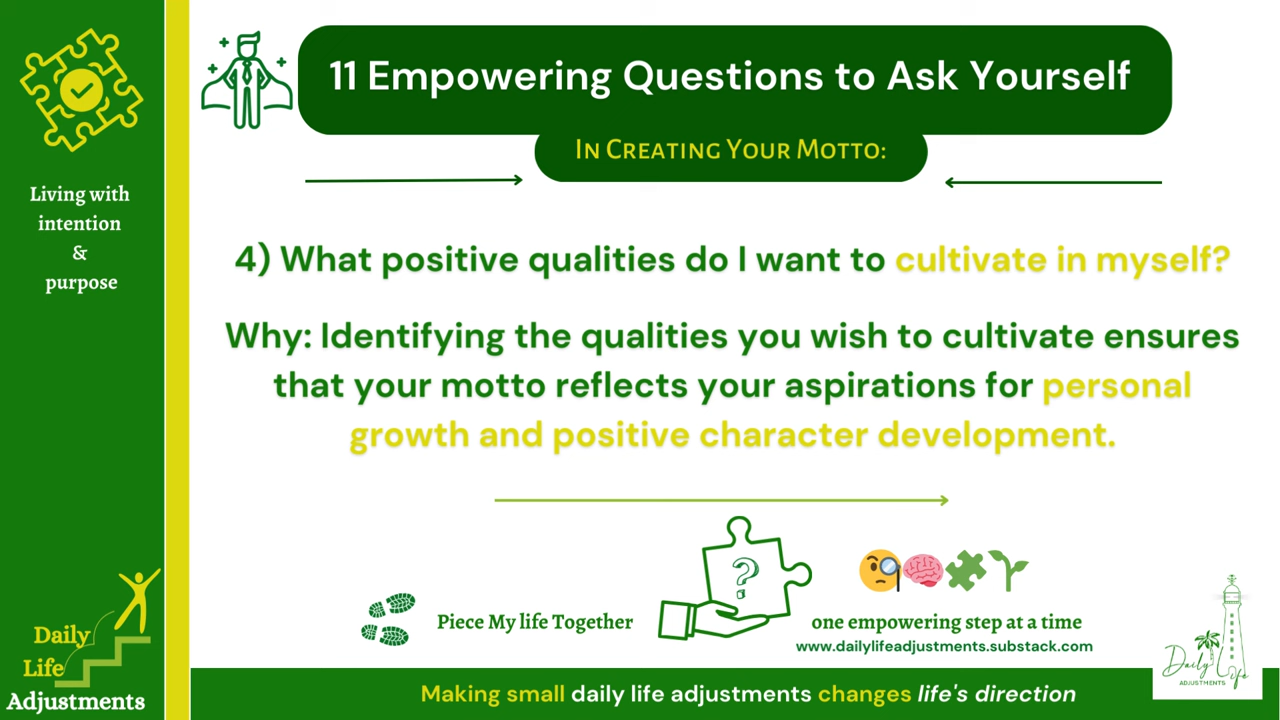 11 Empowering Questions to Ask Yourself
In Creating Your Motto:
Living with
intention
&
purpose
4) What positive qualities do I want to cultivate in myself?
Why: Identifying the qualities you wish to cultivate ensures
that your motto reflects your aspirations for personal
growth and positive character development.
?
Piece My life Together
one empowering step at a time
www.dailylifeadjustments.substack.com
Daily
Life
Adjustments
Making small daily life adjustments changes life's direction
Daily Life
ADJUSTMENTS